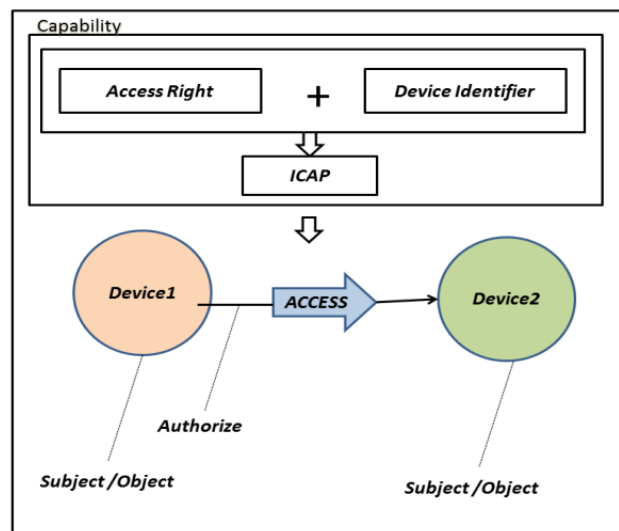 Capability
Access Right + Device Identifier
ICAP
Device1 ACCESS Device2
Authorize
Subject /Object Subject /Object